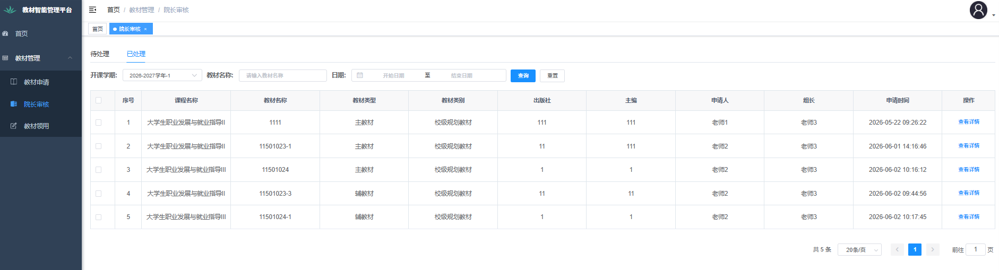 教材智能管理平台
首页 / 教材管理 / 院长审核
首页
教材管理
教材申请
院长审核
教材领用
首页 院长审核 ×
待处理 已处理
开课学期: 2026-2027学年-1 教材名称: 请输入教材名称 日期: 开始日期 至 结束日期 查询 重置
序号 课程名称 教材名称 教材类型 教材类别 出版社 主编 申请人 组长 申请时间 操作
1 大学生职业发展与就业指导II 1111 主教材 校级规划教材 111 111 老师1 老师3 2026-05-22 09:26:22 查看详情
2 大学生职业发展与就业指导II 11501023-1 主教材 校级规划教材 11 111 老师2 老师3 2026-06-01 14:16:46 查看详情
3 大学生职业发展与就业指导III 11501024 主教材 校级规划教材 1 1 老师2 老师3 2026-06-02 10:16:12 查看详情
4 大学生职业发展与就业指导II 11501023-3 辅教材 校级规划教材 11 11 老师2 老师3 2026-06-02 09:44:56 查看详情
5 大学生职业发展与就业指导III 11501024-1 辅教材 校级规划教材 1 1 老师2 老师3 2026-06-02 10:17:45 查看详情
共 5 条 20条/页 1 前往 1 页